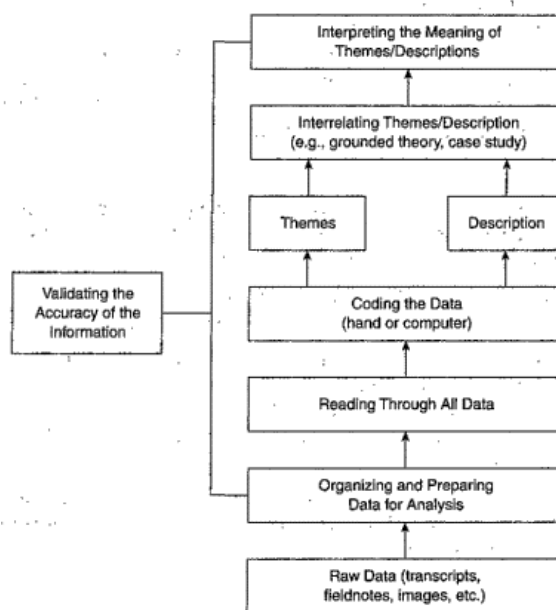 Interpreting the Meaning of
Themes/Descriptions
Interrelating Themes/Description
(e.g., grounded theory, case study)
Themes
Description
Validating the
Accuracy of the
Information
Coding the Data
(hand or computer)
Reading Through All Data
Organizing and Preparing
Data for Analysis
Raw Data (transcripts,
fieldnotes, images, etc.)